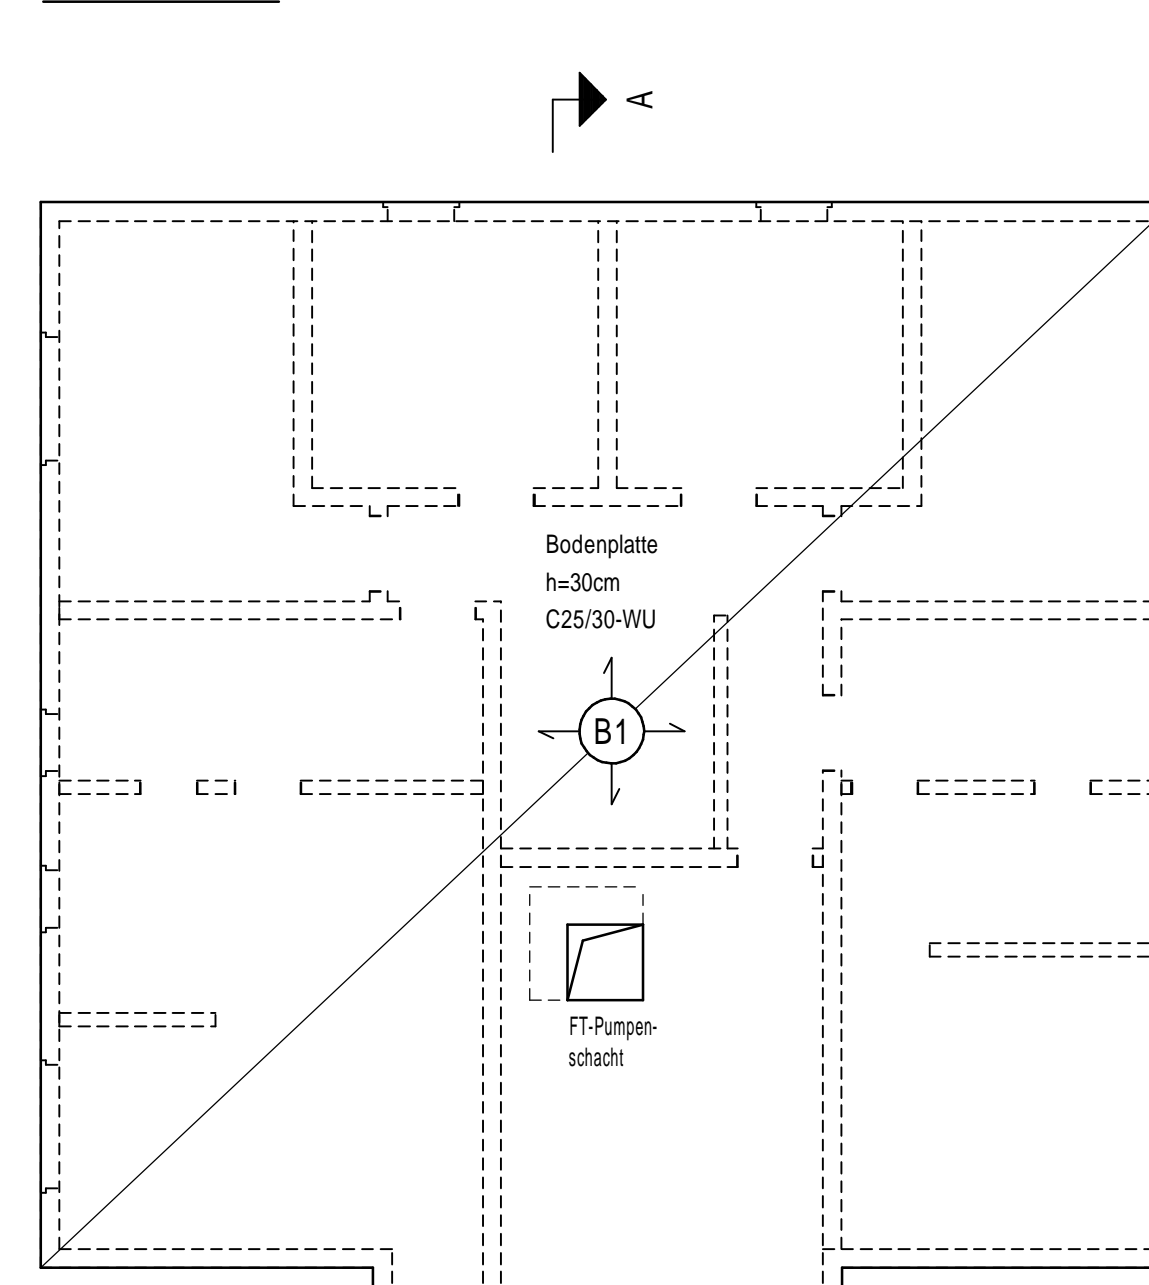 A
Bodenplatte
h=30cm
C25/30-WU
B1
FT-Pumpen-
schacht